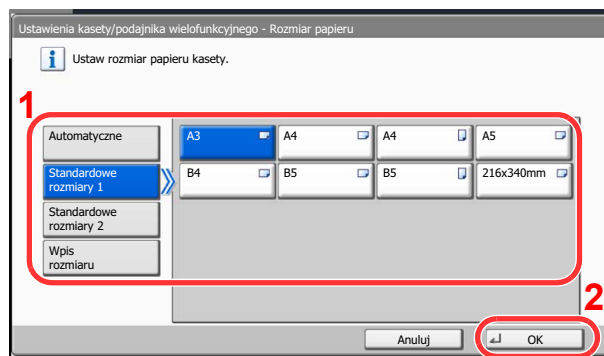 Ustawienia kasety/podajnika wielofunkcyjnego - Rozmiar papieru
i Ustaw rozmiar papieru kasety.
1
Automatyczne
A3 A4 A4 A5
Standardowe
rozmiary 1
B4 B5 B5 216x340mm
Standardowe
rozmiary 2
Wpis
rozmiaru
2
Anuluj OK